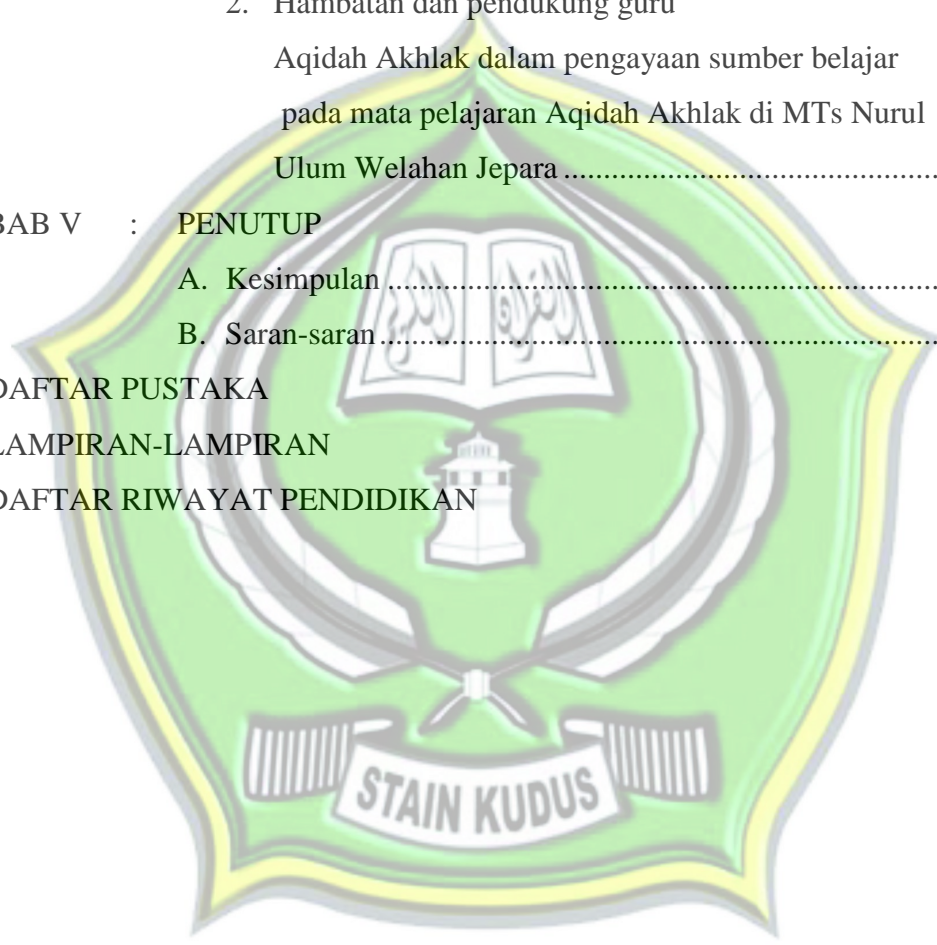 2. Hambatan dan pendukung guru
Aqidah Akhlak dalam pengayaan sumber belajar
pada mata pelajaran Aqidah Akhlak di MTs Nurul
Ulum Welahan Jepara ...............................................
BAB V : PENUTUP
A. Kesimpulan .....................................................................
B. Saran-saran ......................................................................
DAFTAR PUSTAKA
LAMPIRAN-LAMPIRAN
DAFTAR RIWAYAT PENDIDIKAN
STAIN KUDUS